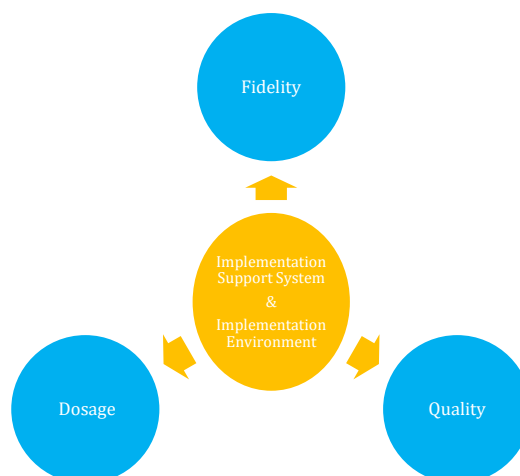 Fidelity
Implementation
Support System
&
Implementation
Environment
Dosage
Quality